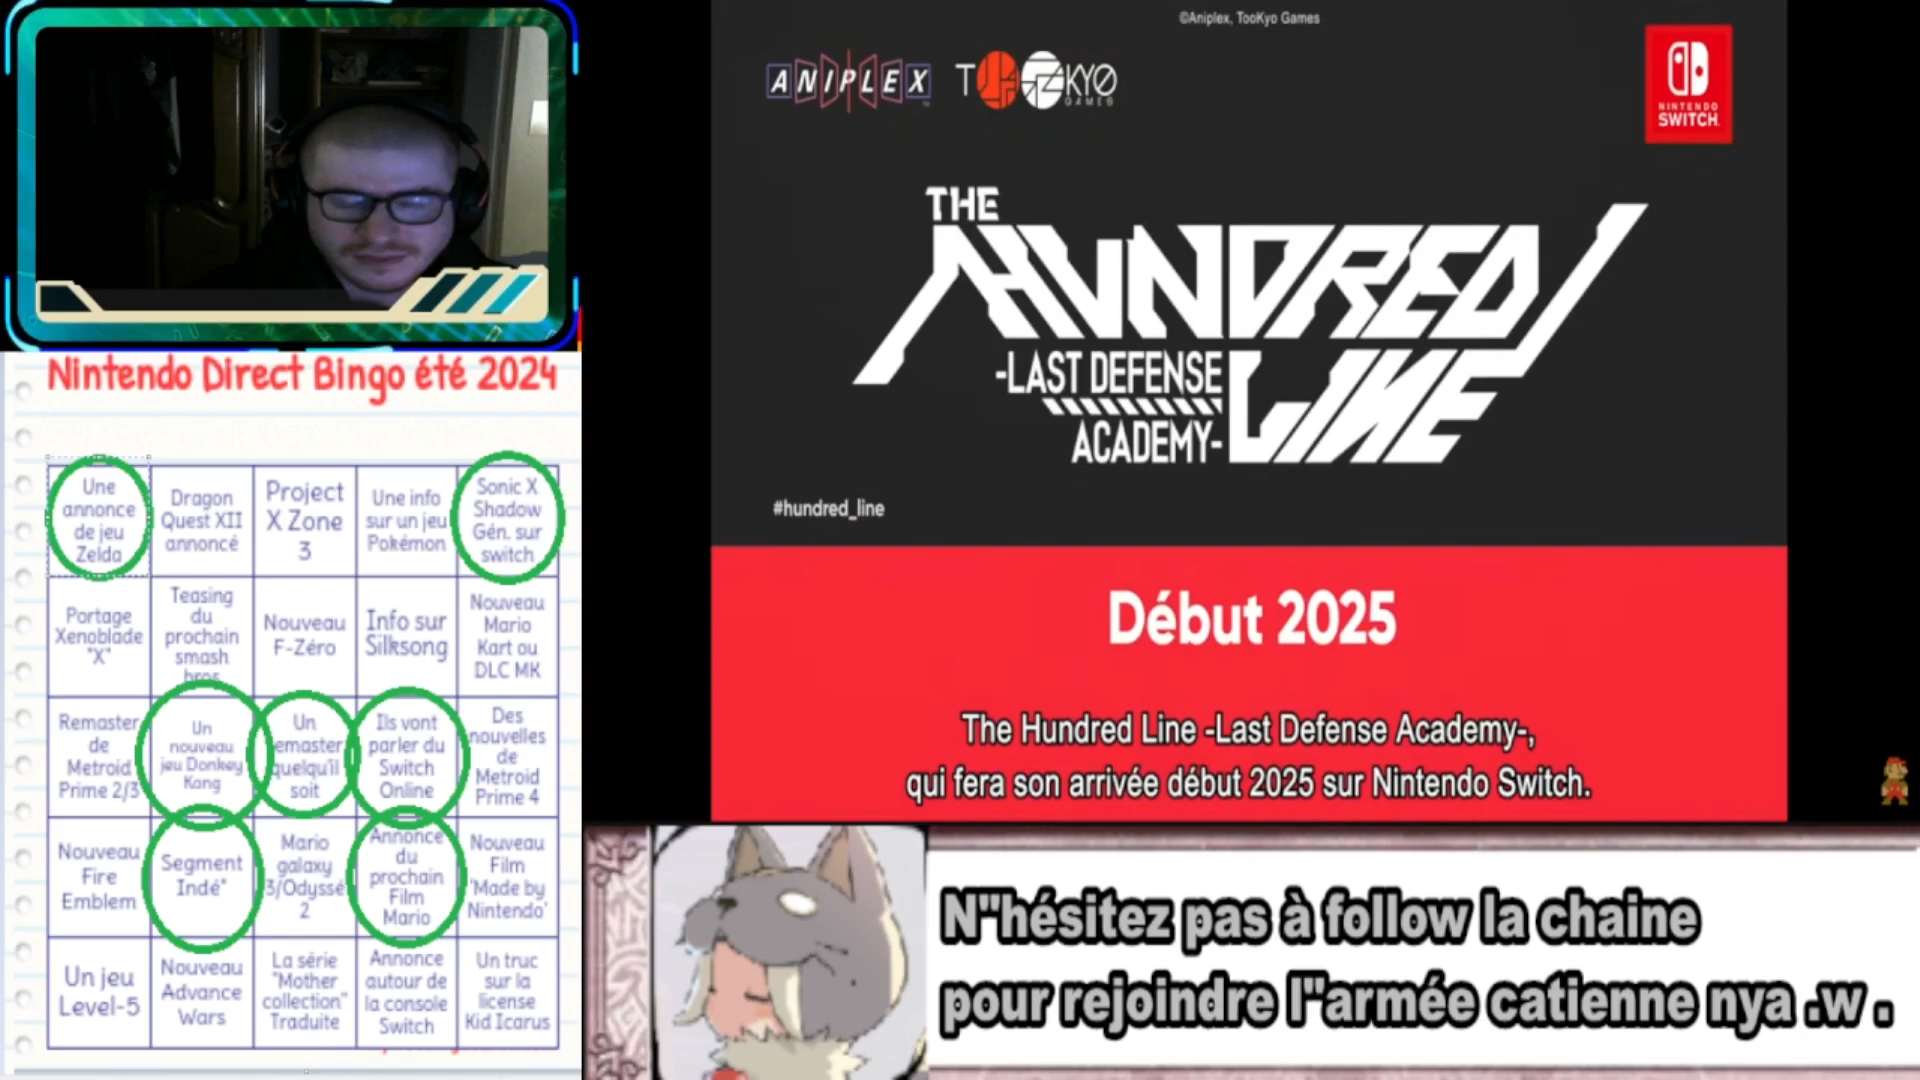 ©Aniplex, TooKyo Games
ANIPLEX
TOOKYO
GAMES
NINTENDO
SWITCH
THE
HUNDRED
LINE
-LAST DEFENSE
ACADEMY-
#hundred_line
Début 2025
The Hundred Line -Last Defense Academy-,
qui fera son arrivée début 2025 sur Nintendo Switch.
Nintendo Direct Bingo été 2024
Une
annonce
de jeu
Zelda
Dragon
Quest XII
annoncé
Project
X Zone
3
Une info
sur un jeu
Pokémon
Sonic X
Shadow
Gén. sur
switch
Portage
Xenoblade
"X"
Teasing
du
prochain
smash
bros
Nouveau
F-Zéro
Info sur
Silksong
Nouveau
Mario
Kart ou
DLC MK
Remaster
de
Metroid
Prime 2/3
Un
nouveau
jeu Donkey
Kong
Un
emaster
quelqu'il
soit
Ils vont
parler du
Switch
Online
Des
nouvelles
de
Metroid
Prime 4
Nouveau
Fire
Emblem
Segment
Indé"
Mario
galaxy
3/Odyssé
2
Annonce
du
prochain
Film
Mario
Nouveau
Film
'Made by
Nintendo'
Un jeu
Level-5
Nouveau
Advance
Wars
La série
"Mother
collection"
Traduite
Annonce
autour de
la console
Switch
Un truc
sur la
license
Kid Icarus
N"hésitez pas à follow la chaine
pour rejoindre l"armée catienne nya .w .